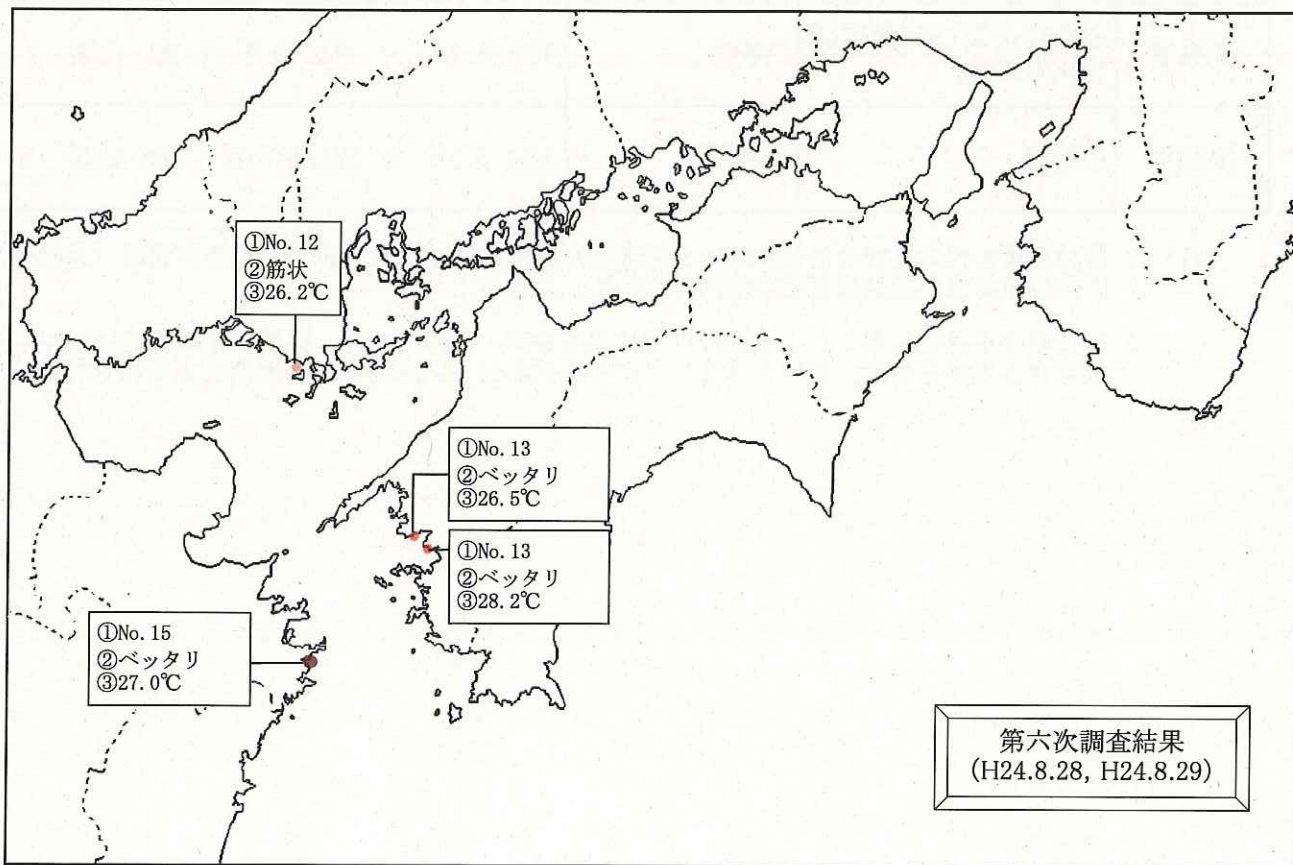 ①No. 12
②筋状
③26.2℃
①No. 13
②ベッタリ
③26.5℃
①No. 13
②ベッタリ
③28.2℃
①No. 15
②ベッタリ
③27.0℃
第六次調査結果
(H24.8.28, H24.8.29)